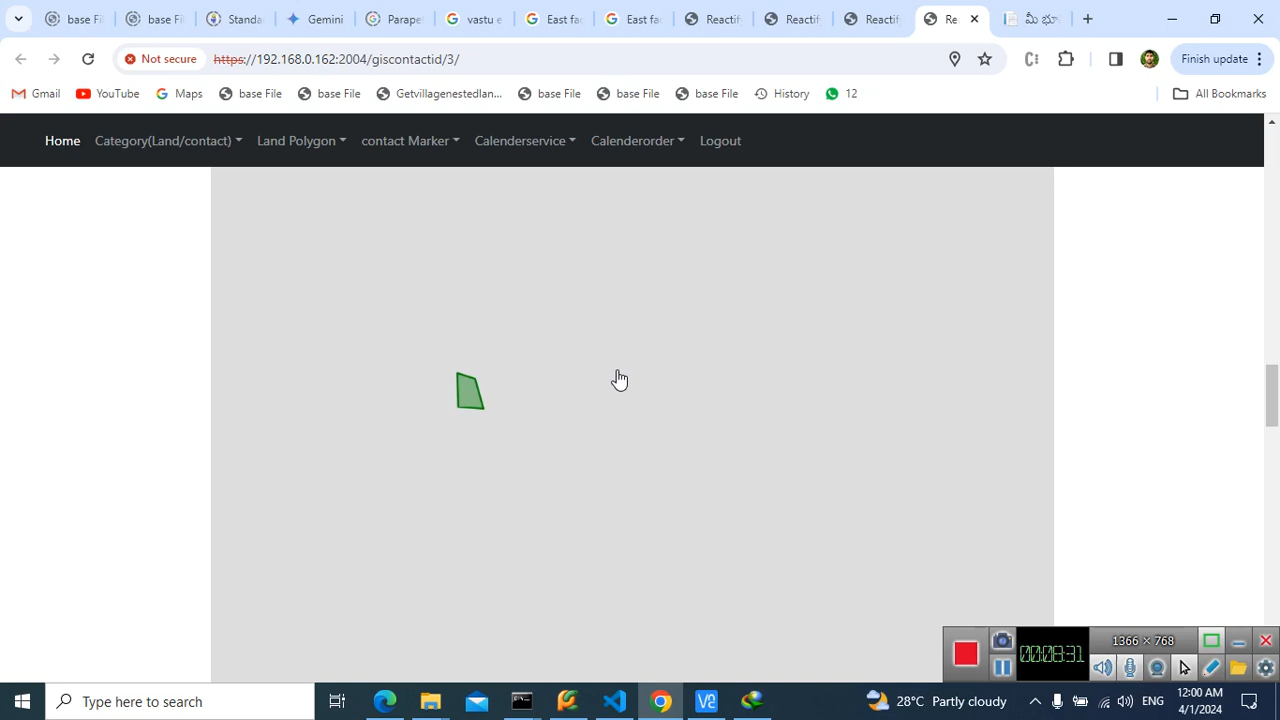 base Fi
base Fi
Standa
Gemini
Parape
vastu e
East fac
East fac
Reactif
Reactif
Reactif
Re
మీ భూ
Finish update
Not secure
https://192.168.0.162:2004/giscontactid/3/
Gmail
YouTube
Maps
base File
base File
Getvillagenestedlan...
base File
base File
base File
History
12
All Bookmarks
Home
Category(Land/contact)
Land Polygon
contact Marker
Calenderservice
Calenderorder
Logout
1366 × 768
00:08:31
Type here to search
28°C Partly cloudy
ENG
12:00 AM
4/1/2024